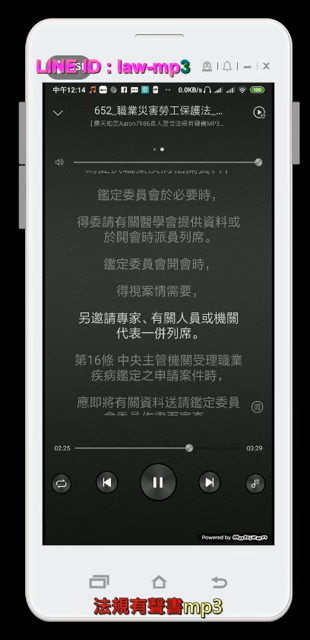 LINE ID：law-mp3
中午12:14
0.0KB/s
652_職業災害勞工保護法_...
03:29
鑑定委員會於必要時，
得委請有關醫學會提供資料或
於開會時派員列席。
鑑定委員會開會時，
得視案情需要，
另邀請專家、有關人員或機關
代表一併列席。
第16條 中央主管機關受理職業
疾病鑑定之申請案件時，
應即將有關資料送請鑑定委員
詞
02:25
Powered by Mobizen
法規有聲書mp3